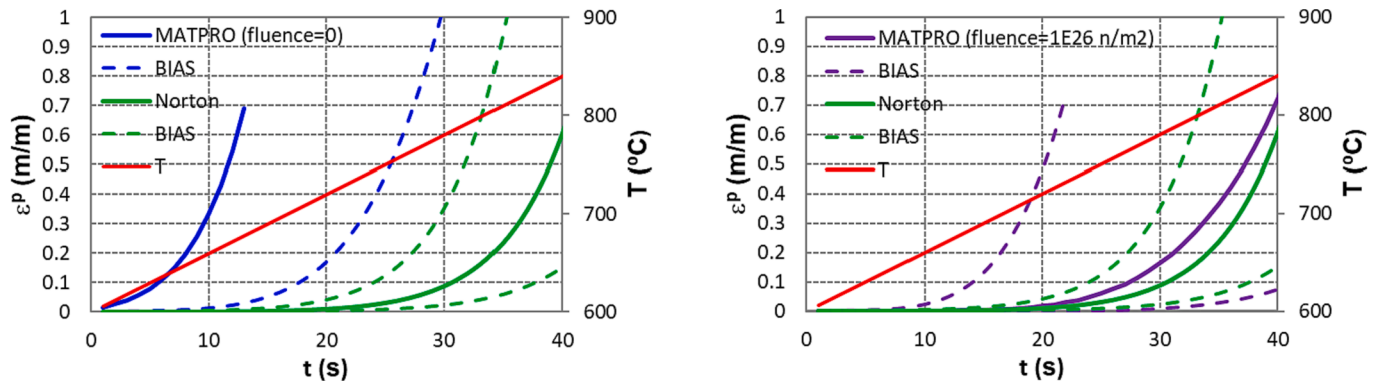 1
0.9
0.8
0.7
0.6
0.5
0.4
0.3
0.2
0.1
0
εᵖ (m/m)
MATPRO (fluence=0)
BIAS
Norton
BIAS
T
900
800
700
600
T (ºC)
0 10 20 30 40
t (s)
1
0.9
0.8
0.7
0.6
0.5
0.4
0.3
0.2
0.1
0
εᵖ (m/m)
MATPRO (fluence=1E26 n/m2)
BIAS
Norton
BIAS
T
900
800
700
600
T (ºC)
0 10 20 30 40
t (s)